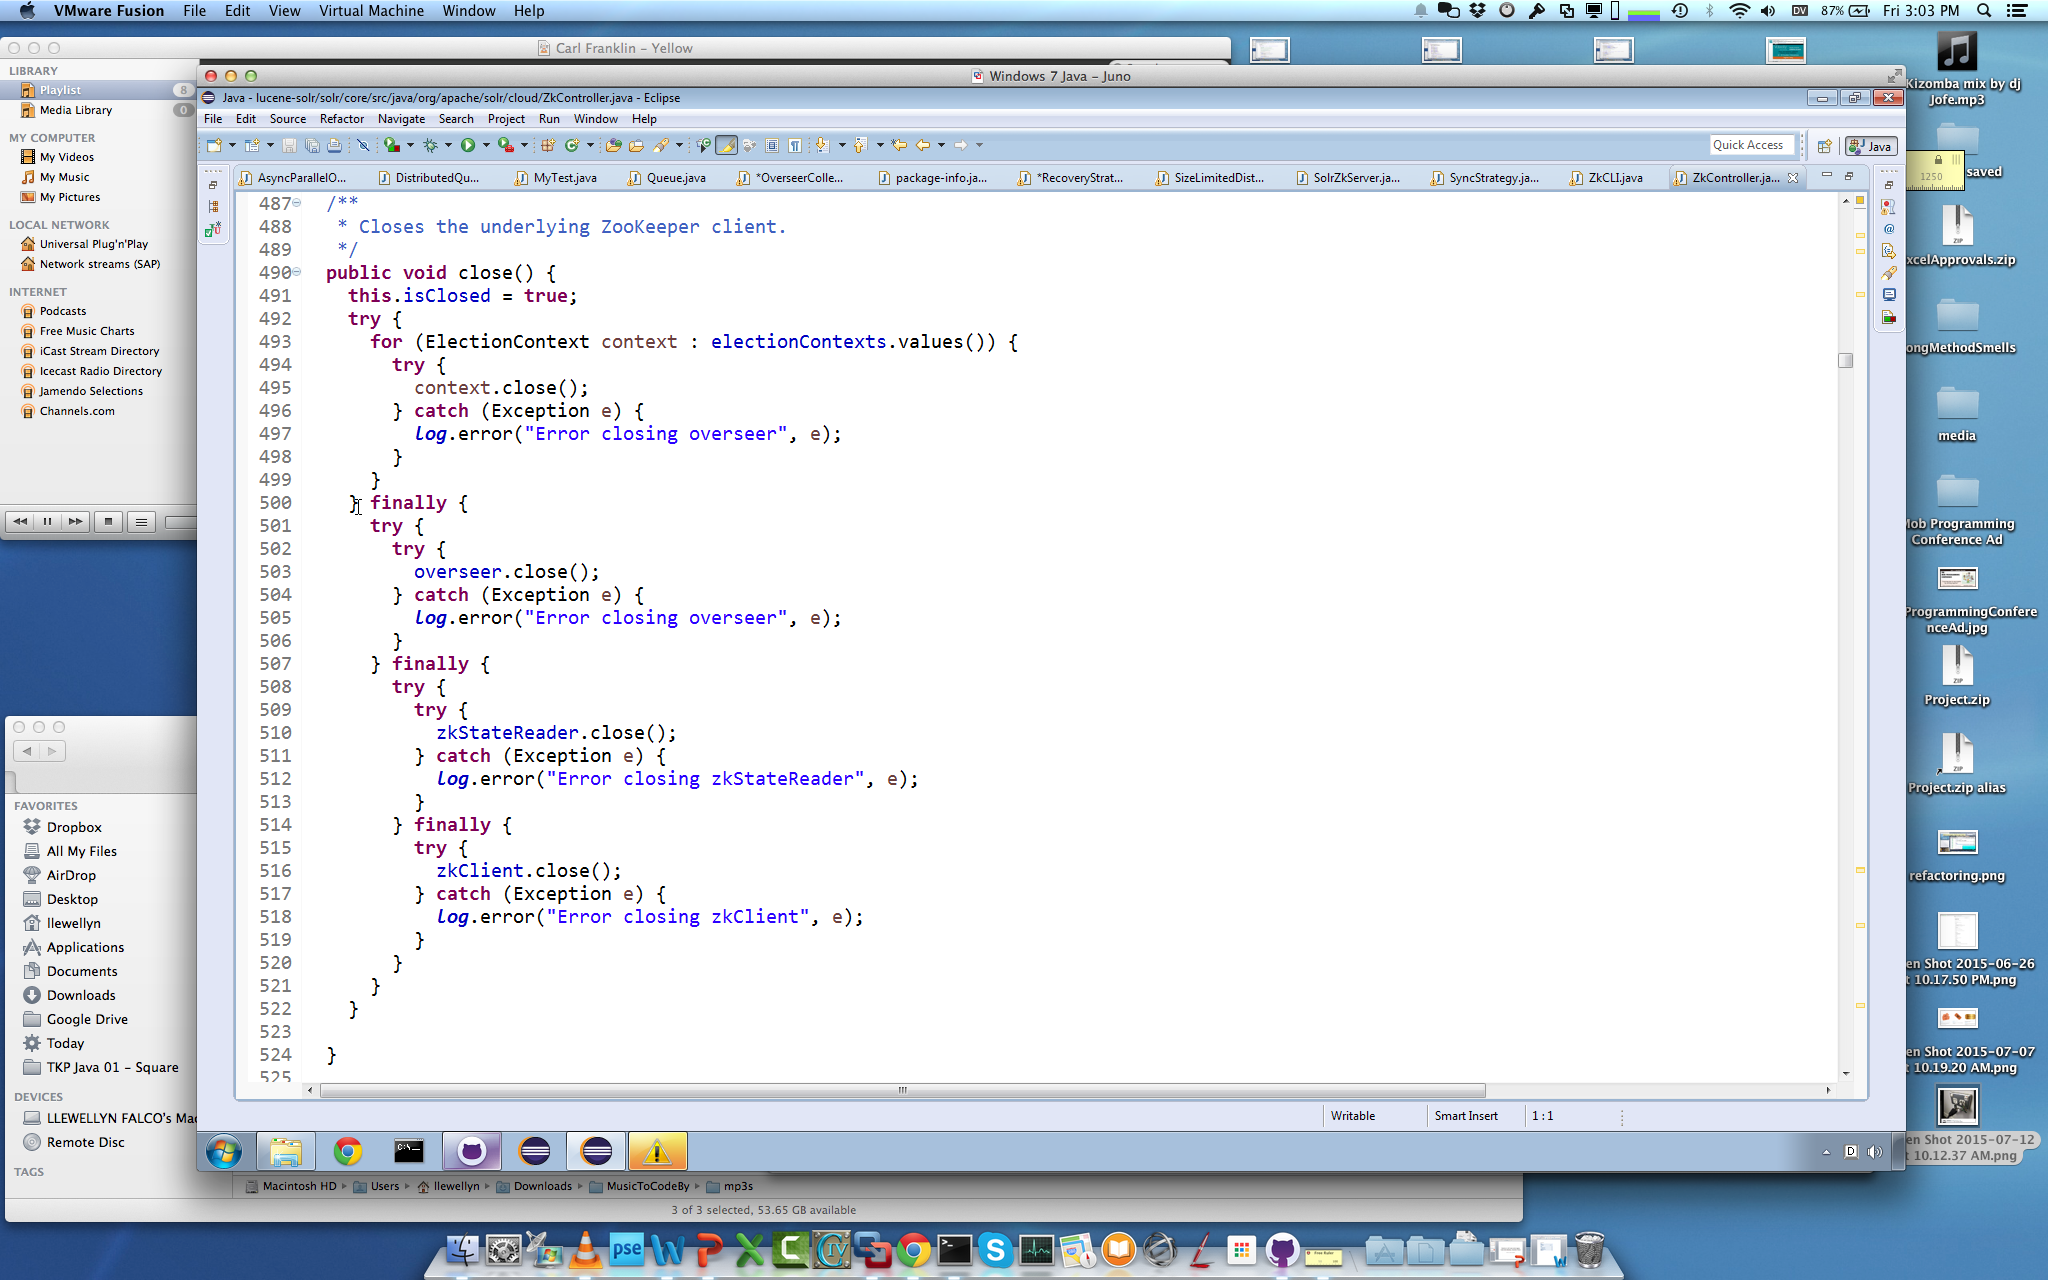 VMware Fusion File Edit View Virtual Machine Window Help
DV 87% Fri 3:03 PM
Carl Franklin - Yellow
LIBRARY
Playlist 8
Media Library 0
MY COMPUTER
My Videos
My Music
My Pictures
LOCAL NETWORK
Universal Plug'n'Play
Network streams (SAP)
INTERNET
Podcasts
Free Music Charts
iCast Stream Directory
Icecast Radio Directory
Jamendo Selections
Channels.com
Windows 7 Java - Juno
Java - lucene-solr/solr/core/src/java/org/apache/solr/cloud/ZkController.java - Eclipse
File Edit Source Refactor Navigate Search Project Run Window Help
Quick Access Java
AsyncParallelO... DistributedQu... MyTest.java Queue.java *OverseerColle... package-info.ja... *RecoveryStrat... SizeLimitedDist... SolrZkServer.ja... SyncStrategy.ja... ZkCLI.java ZkController.ja...
487 /**
488 * Closes the underlying ZooKeeper client.
489 */
490 public void close() {
491 this.isClosed = true;
492 try {
493 for (ElectionContext context : electionContexts.values()) {
494 try {
495 context.close();
496 } catch (Exception e) {
497 log.error("Error closing overseer", e);
498 }
499 }
500 } finally {
501 try {
502 try {
503 overseer.close();
504 } catch (Exception e) {
505 log.error("Error closing overseer", e);
506 }
507 } finally {
508 try {
509 try {
510 zkStateReader.close();
511 } catch (Exception e) {
512 log.error("Error closing zkStateReader", e);
513 }
514 } finally {
515 try {
516 zkClient.close();
517 } catch (Exception e) {
518 log.error("Error closing zkClient", e);
519 }
520 }
521 }
522 }
523
524 }
525
Writable Smart Insert 1 : 1
D
FAVORITES
Dropbox
All My Files
AirDrop
Desktop
llewellyn
Applications
Documents
Downloads
Google Drive
Today
TKP Java 01 - Square
DEVICES
LLEWELLYN FALCO's Mac
Remote Disc
TAGS
Macintosh HD Users llewellyn Downloads MusicToCodeBy mp3s
3 of 3 selected, 53.65 GB available
Kizomba mix by dj
Jofe.mp3
saved
1250
ZIP
xcelApprovals.zip
ongMethodSmells
media
Mob Programming
Conference Ad
ProgrammingConfere
nceAd.jpg
ZIP
Project.zip
ZIP
Project.zip alias
refactoring.png
en Shot 2015-06-26
t 10.17.50 PM.png
en Shot 2015-07-07
t 10.19.20 AM.png
en Shot 2015-07-12
t 10.12.37 AM.png
pse